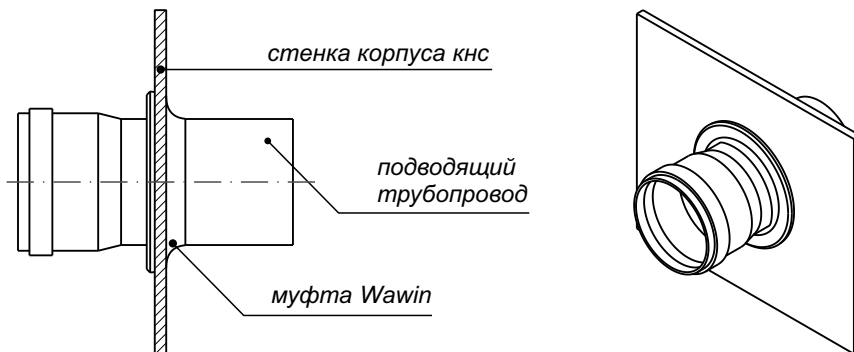 стенка корпуса кнс
подводящий
трубопровод
муфта Wawin